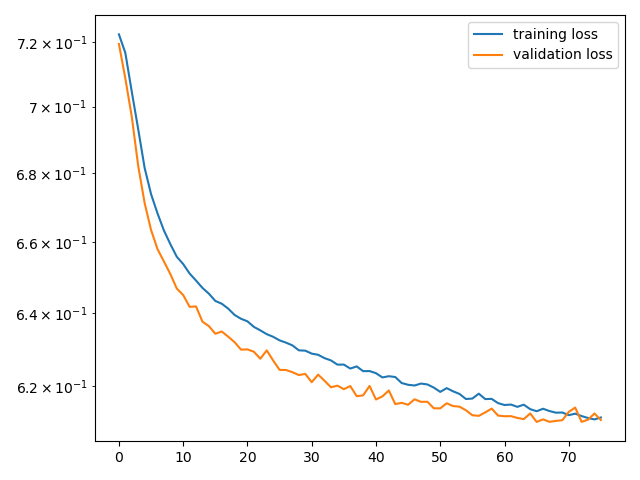 training loss
validation loss
7.2 × 10⁻¹
7 × 10⁻¹
6.8 × 10⁻¹
6.6 × 10⁻¹
6.4 × 10⁻¹
6.2 × 10⁻¹
0 10 20 30 40 50 60 70